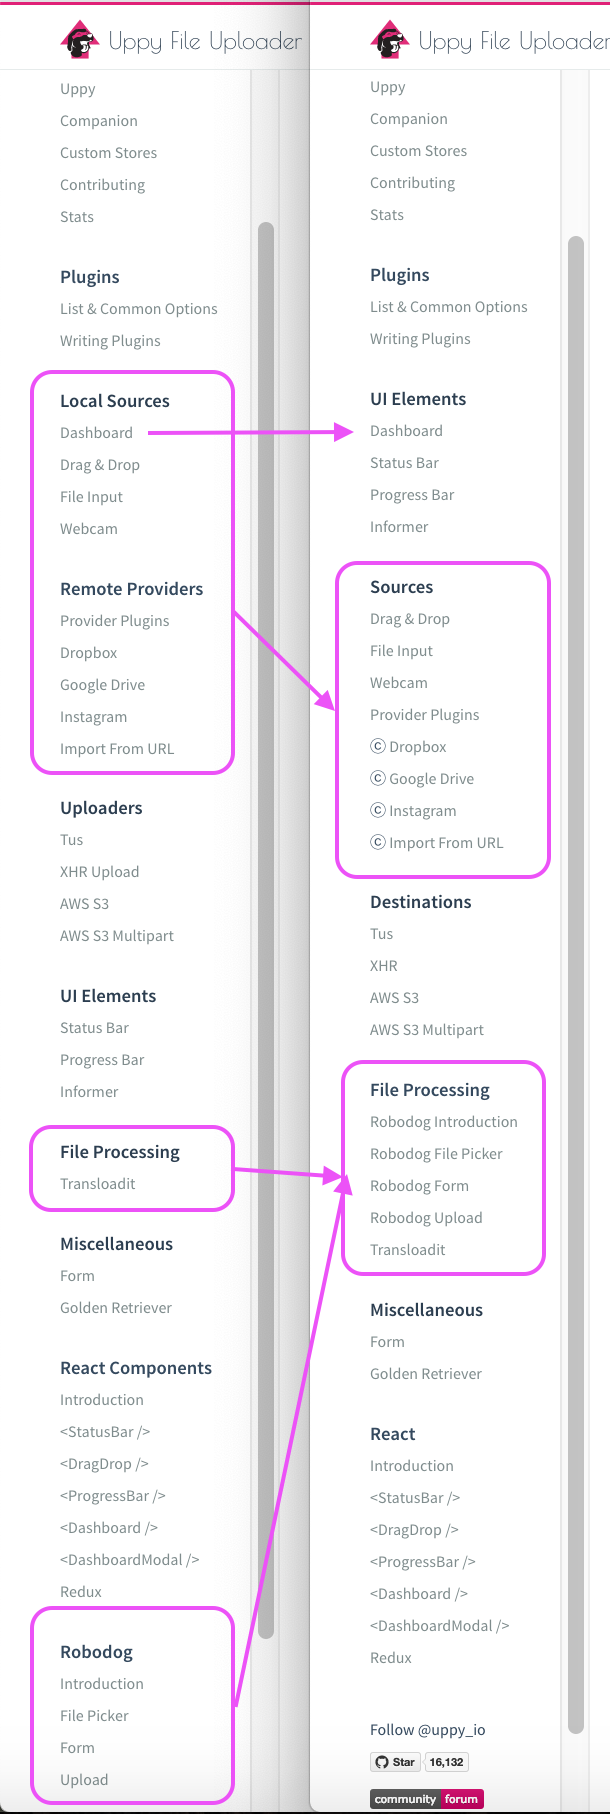 Uppy File Uploader
Uppy
Companion
Custom Stores
Contributing
Stats
Plugins
List & Common Options
Writing Plugins
Local Sources
Dashboard
Drag & Drop
File Input
Webcam
Remote Providers
Provider Plugins
Dropbox
Google Drive
Instagram
Import From URL
Uploaders
Tus
XHR Upload
AWS S3
AWS S3 Multipart
UI Elements
Status Bar
Progress Bar
Informer
File Processing
Transloadit
Miscellaneous
Form
Golden Retriever
React Components
Introduction
<StatusBar />
<DragDrop />
<ProgressBar />
<Dashboard />
<DashboardModal />
Redux
Robodog
Introduction
File Picker
Form
Upload
Uppy File Uploader
Uppy
Companion
Custom Stores
Contributing
Stats
Plugins
List & Common Options
Writing Plugins
UI Elements
Dashboard
Status Bar
Progress Bar
Informer
Sources
Drag & Drop
File Input
Webcam
Provider Plugins
ⓒ Dropbox
ⓒ Google Drive
ⓒ Instagram
ⓒ Import From URL
Destinations
Tus
XHR
AWS S3
AWS S3 Multipart
File Processing
Robodog Introduction
Robodog File Picker
Robodog Form
Robodog Upload
Transloadit
Miscellaneous
Form
Golden Retriever
React
Introduction
<StatusBar />
<DragDrop />
<ProgressBar />
<Dashboard />
<DashboardModal />
Redux
Follow @uppy_io
Star 16,132
community forum